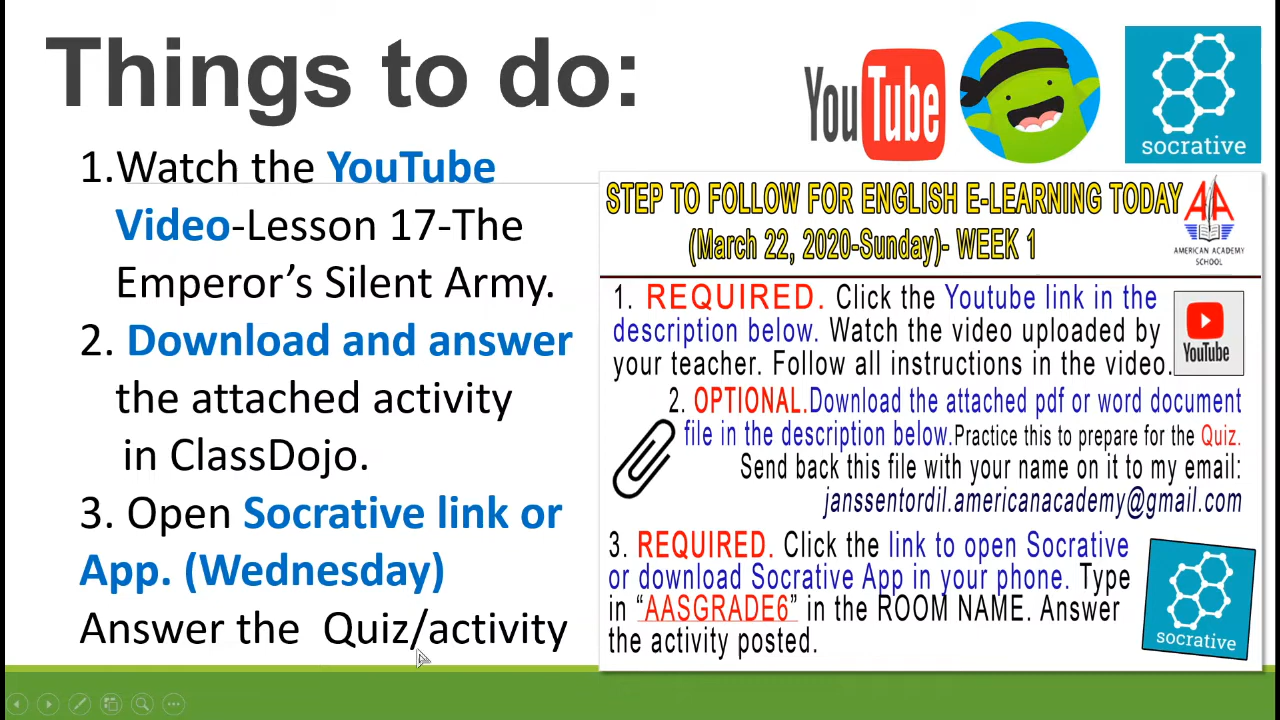 Things to do:
You Tube
socrative
1.Watch the YouTube
Video-Lesson 17-The
Emperor’s Silent Army.
2. Download and answer
the attached activity
in ClassDojo.
3. Open Socrative link or
App. (Wednesday)
Answer the Quiz/activity
STEP TO FOLLOW FOR ENGLISH E-LEARNING TODAY
(March 22, 2020-Sunday)- WEEK 1
AMERICAN ACADEMY
SCHOOL
1. REQUIRED. Click the Youtube link in the
description below. Watch the video uploaded by
your teacher. Follow all instructions in the video.
YouTube
2. OPTIONAL.Download the attached pdf or word document
file in the description below.Practice this to prepare for the Quiz.
Send back this file with your name on it to my email:
janssentordil.americanacademy@gmail.com
3. REQUIRED. Click the link to open Socrative
or download Socrative App in your phone. Type
in “AASGRADE6” in the ROOM NAME. Answer
the activity posted.
socrative